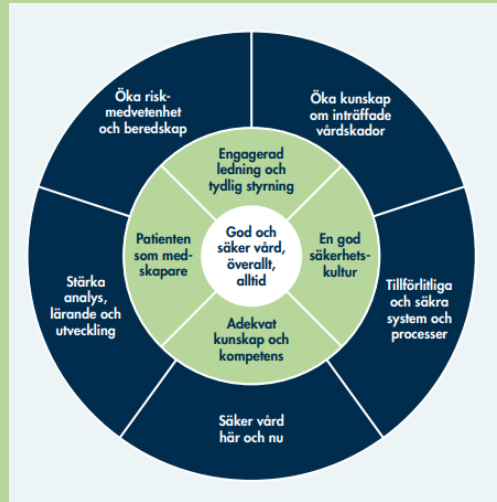 Öka risk-
medvetenhet
och beredskap
Öka kunskap
om inträffade
vårdskador
Engagerad
ledning och
tydlig styrning
Patienten
som med-
skapare
God och
säker vård,
överallt,
alltid
En god
säkerhets-
kultur
Stärka
analys,
lärande och
utveckling
Tillförlitliga
och säkra
system och
processer
Adekvat
kunskap och
kompetens
Säker vård
här och nu